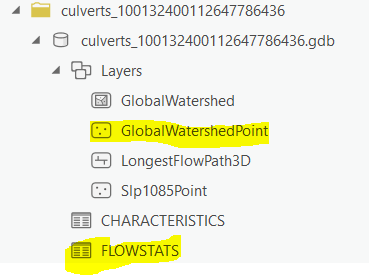 culverts_100132400112647786436
culverts_100132400112647786436.gdb
Layers
GlobalWatershed
GlobalWatershedPoint
LongestFlowPath3D
Slp1085Point
CHARACTERISTICS
FLOWSTATS